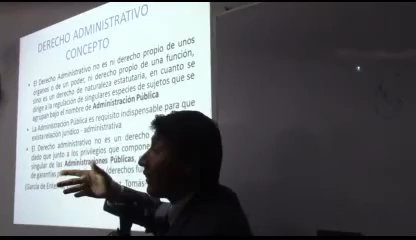 DERECHO ADMINISTRATIVO
CONCEPTO
• El Derecho Administrativo no es ni derecho propio de unos
órganos o de un poder, ni derecho propio de una función,
sino es un derecho de naturaleza estatutaria, en cuanto se
dirige a la regulación de singulares especies de sujetos que se
agrupan bajo el nombre de Administración Pública
• La Administración Pública es requisito indispensable para que
exista relación jurídico - administrativa
• El Derecho administrativo no es un derecho
dado que junto a los privilegios que componen
singular de las Administraciones Públicas,
de garantías (derechos
(García de Tomás